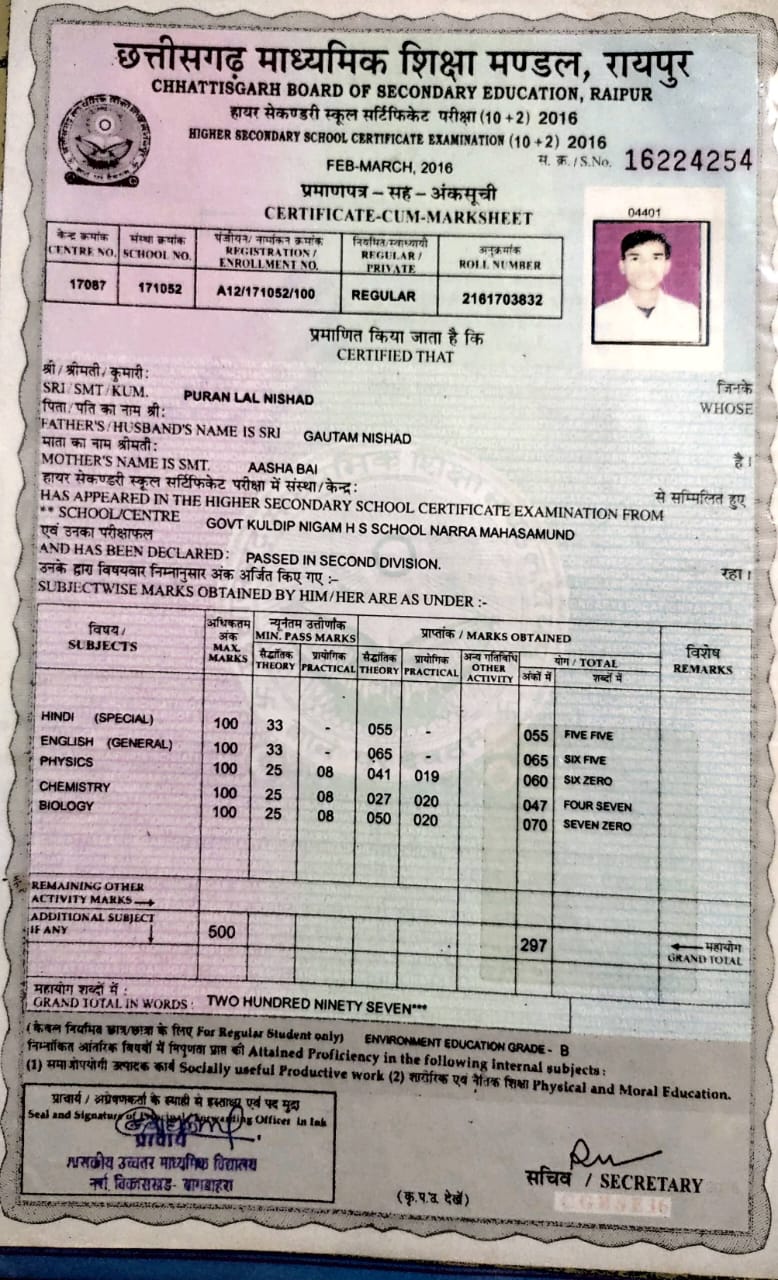 छत्तीसगढ़ माध्यमिक शिक्षा मण्डल, रायपुर
CHHATTISGARH BOARD OF SECONDARY EDUCATION, RAIPUR
हायर सेकण्डरी स्कूल सर्टिफिकेट परीक्षा (10+2) 2016
HIGHER SECONDARY SCHOOL CERTIFICATE EXAMINATION (10+2) 2016
FEB-MARCH, 2016
स. क्र. / S.No. 16224254
प्रमाणपत्र – सह – अंकसूची
CERTIFICATE-CUM-MARKSHEET
04401
केन्द्र क्रमांक संस्था क्रमांक पंजीयन/ नामांकन क्रमांक नियमित/स्वाध्यायी अनुक्रमांक
CENTRE NO. SCHOOL NO. REGISTRATION / ENROLLMENT NO. REGULAR / PRIVATE ROLL NUMBER
17087 171052 A12/171052/100 REGULAR 2161703832
प्रमाणित किया जाता है कि
CERTIFIED THAT
श्री/ श्रीमती/ कुमारी: जिनके
SRI/SMT/KUM. PURAN LAL NISHAD WHOSE
पिता/पति का नाम श्री:
FATHER'S/HUSBAND'S NAME IS SRI GAUTAM NISHAD
माता का नाम श्रीमती: है।
MOTHER'S NAME IS SMT. AASHA BAI
हायर सेकण्डरी स्कूल सर्टिफिकेट परीक्षा में संस्था/केन्द्र: से सम्मिलित हुए
HAS APPEARED IN THE HIGHER SECONDARY SCHOOL CERTIFICATE EXAMINATION FROM
** SCHOOL/CENTRE GOVT KULDIP NIGAM H S SCHOOL NARRA MAHASAMUND
एवं उनका परीक्षाफल
AND HAS BEEN DECLARED: PASSED IN SECOND DIVISION. रहा।
उनके द्वारा विषयवार निम्नानुसार अंक अर्जित किए गए :-
SUBJECTWISE MARKS OBTAINED BY HIM/HER ARE AS UNDER :-
विषय/ SUBJECTS अधिकतम अंक MAX. MARKS न्यूनतम उत्तीर्णांक MIN. PASS MARKS प्राप्तांक / MARKS OBTAINED विशेष REMARKS
सैद्धांतिक THEORY प्रायोगिक PRACTICAL सैद्धांतिक THEORY प्रायोगिक PRACTICAL अन्य गतिविधि OTHER ACTIVITY योग / TOTAL
अंकों में शब्दों में
HINDI (SPECIAL) 100 33 - 055 - 055 FIVE FIVE
ENGLISH (GENERAL) 100 33 - 065 - 065 SIX FIVE
PHYSICS 100 25 08 041 019 060 SIX ZERO
CHEMISTRY 100 25 08 027 020 047 FOUR SEVEN
BIOLOGY 100 25 08 050 020 070 SEVEN ZERO
REMAINING OTHER
ACTIVITY MARKS
ADDITIONAL SUBJECT
IF ANY 500 297 महायोग
GRAND TOTAL
महायोग शब्दों में :
GRAND TOTAL IN WORDS : TWO HUNDRED NINETY SEVEN***
(केवल नियमित छात्र/छात्रा के लिए For Regular Student only) ENVIRONMENT EDUCATION GRADE - B
निम्नांकित आंतरिक विषयों में निपुणता प्राप्त की Attained Proficiency in the following internal subjects :
(1) समाजोपयोगी उत्पादक कार्य Socially useful Productive work (2) शारीरिक एवं नैतिक शिक्षा Physical and Moral Education.
प्राचार्य / अग्रेषणकर्ता के स्याही से हस्ताक्षर एवं पद मुद्रा
Seal and Signature of Principal/Forwarding Officer in Ink
प्राचार्य
शासकीय उच्चतर माध्यमिक विद्यालय
नर्रा विकासखण्ड- बागबाहरा
(कृ.प.उ. देखें)
सचिव / SECRETARY